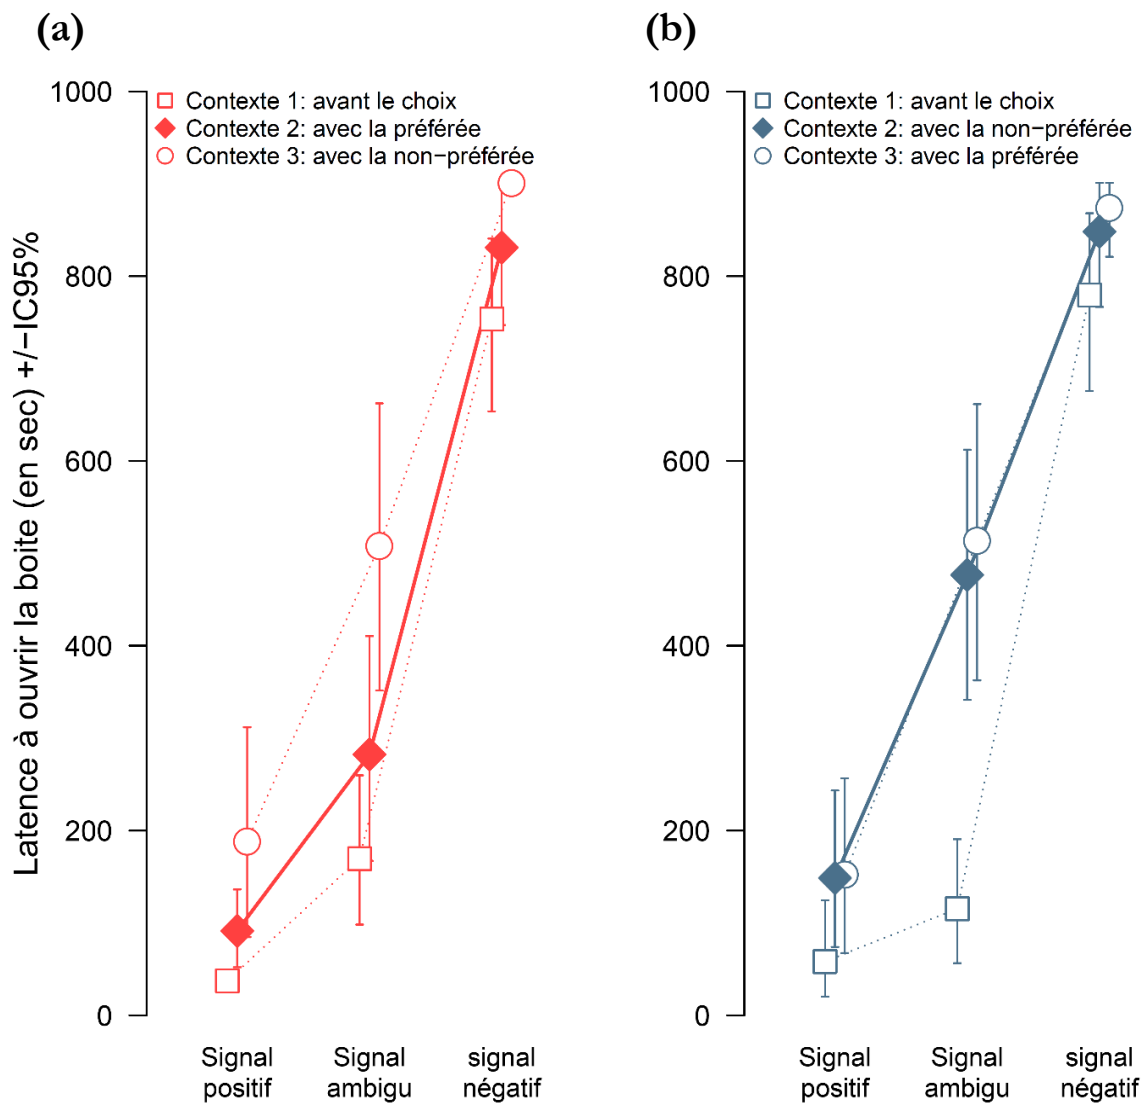 (a)
Latence à ouvrir la boite (en sec) +/−IC95%
1000
800
600
400
200
0
Contexte 1: avant le choix
Contexte 2: avec la préférée
Contexte 3: avec la non−préférée
Signal
positif
Signal
ambigu
signal
négatif
(b)
1000
800
600
400
200
0
Contexte 1: avant le choix
Contexte 2: avec la non−préférée
Contexte 3: avec la préférée
Signal
positif
Signal
ambigu
signal
négatif